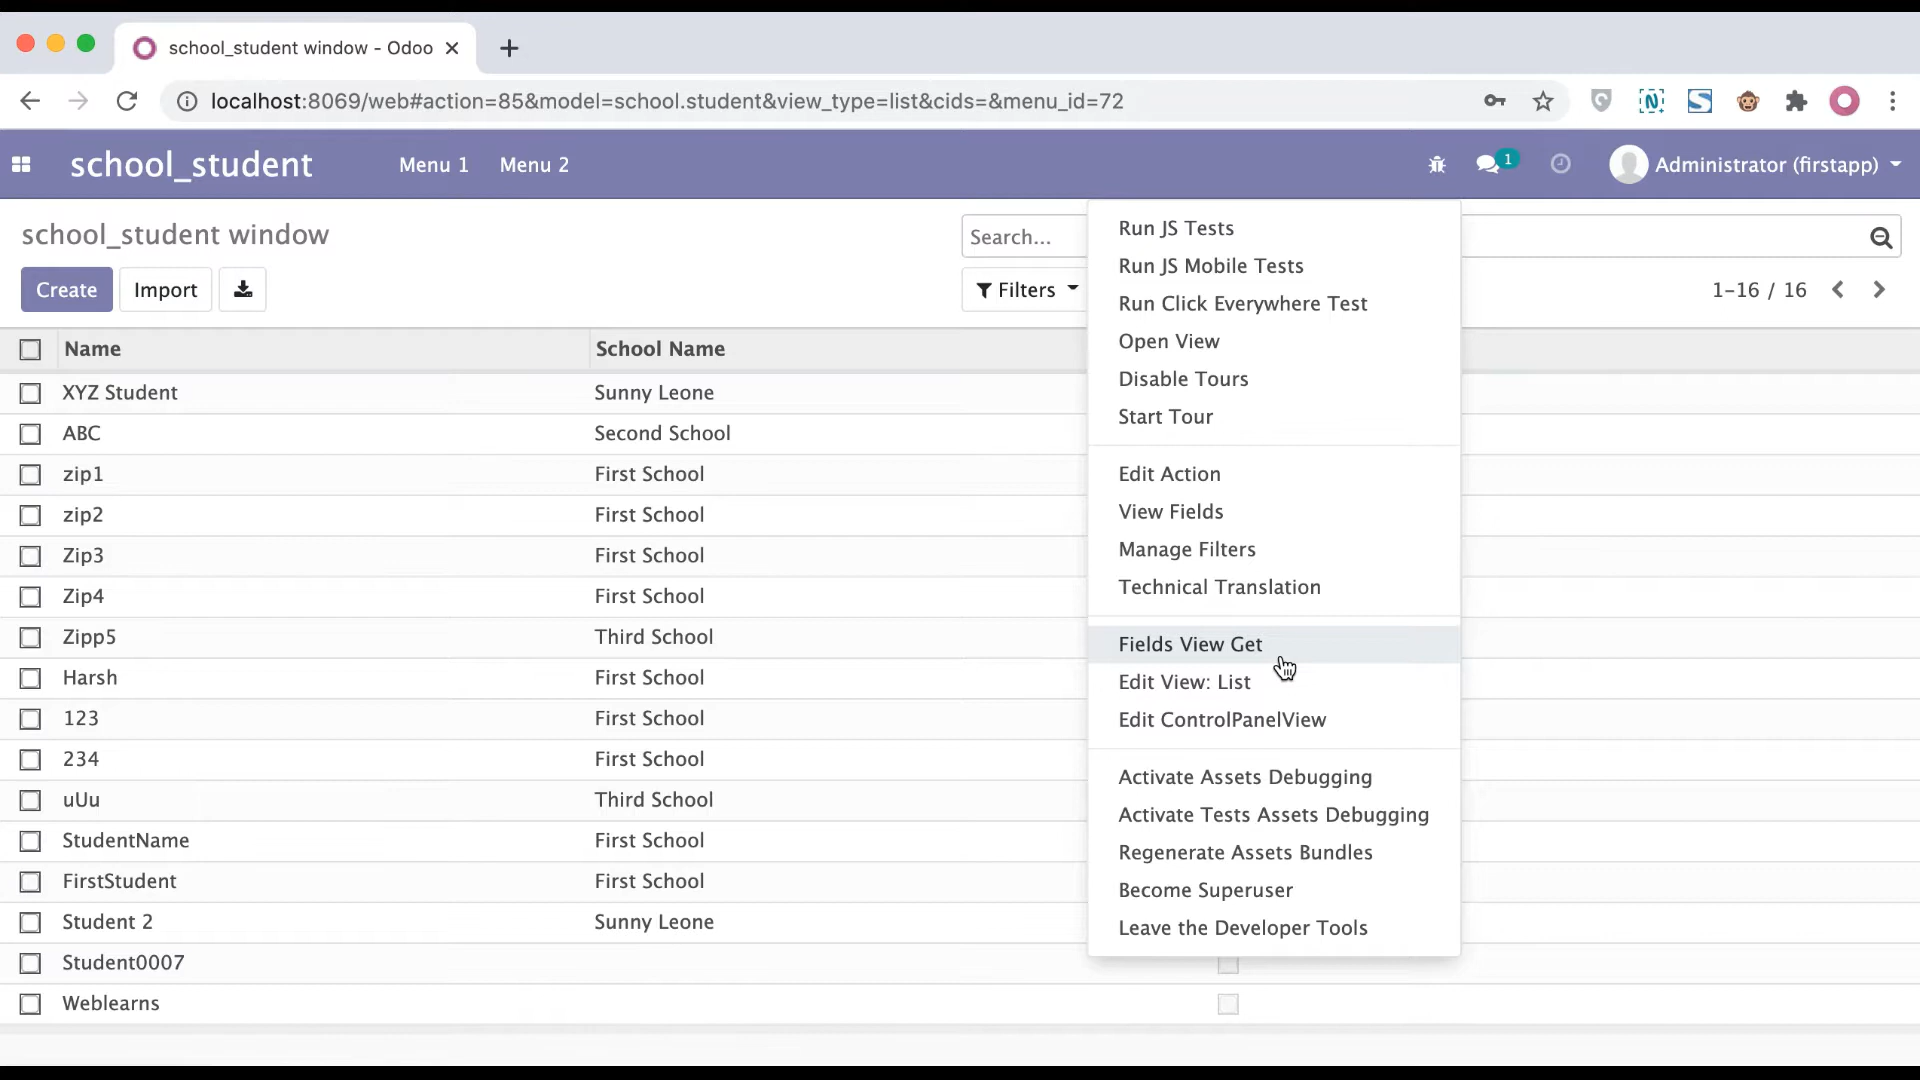 school_student window - Odoo
localhost:8069/web#action=85&model=school.student&view_type=list&cids=&menu_id=72
school_student Menu 1 Menu 2 1 Administrator (firstapp)
school_student window
Search...
Create Import Filters 1-16 / 16
Name School Name
XYZ Student Sunny Leone
ABC Second School
zip1 First School
zip2 First School
Zip3 First School
Zip4 First School
Zipp5 Third School
Harsh First School
123 First School
234 First School
uUu Third School
StudentName First School
FirstStudent First School
Student 2 Sunny Leone
Student0007
Weblearns
Run JS Tests
Run JS Mobile Tests
Run Click Everywhere Test
Open View
Disable Tours
Start Tour
Edit Action
View Fields
Manage Filters
Technical Translation
Fields View Get
Edit View: List
Edit ControlPanelView
Activate Assets Debugging
Activate Tests Assets Debugging
Regenerate Assets Bundles
Become Superuser
Leave the Developer Tools